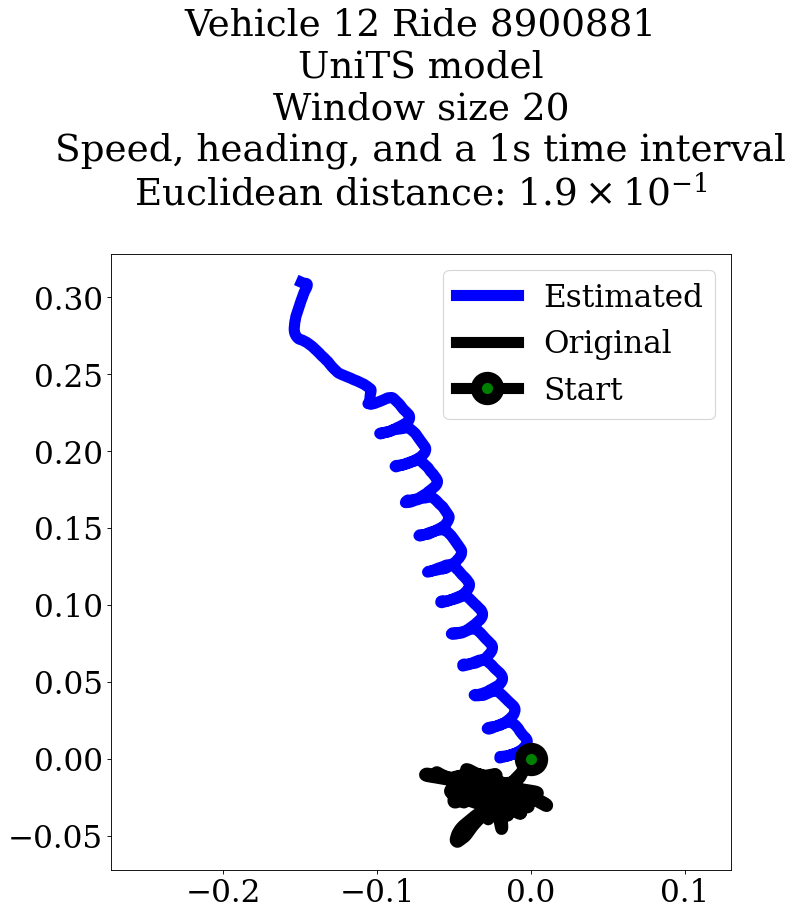 Vehicle 12 Ride 8900881
UniTS model
Window size 20
Speed, heading, and a 1s time interval
Euclidean distance: 1.9 × 10⁻¹
Estimated
Original
Start
0.30
0.25
0.20
0.15
0.10
0.05
0.00
−0.05
−0.2 −0.1 0.0 0.1